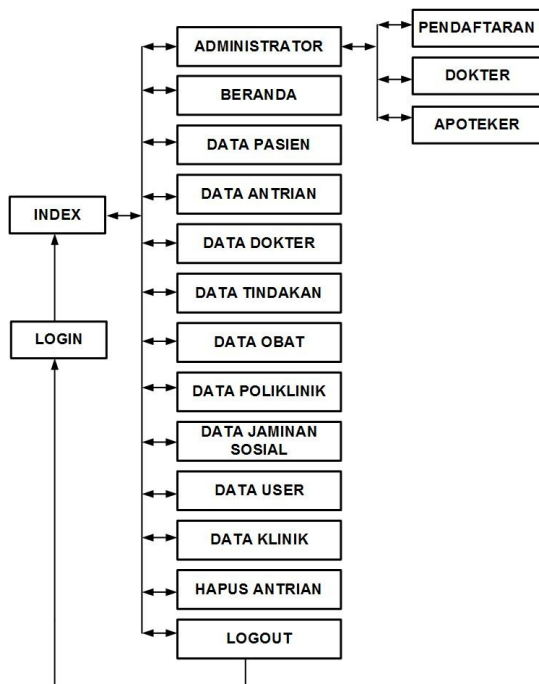 PENDAFTARAN
ADMINISTRATOR
DOKTER
BERANDA
APOTEKER
DATA PASIEN
DATA ANTRIAN
INDEX
DATA DOKTER
DATA TINDAKAN
LOGIN
DATA OBAT
DATA POLIKLINIK
DATA JAMINAN
SOSIAL
DATA USER
DATA KLINIK
HAPUS ANTRIAN
LOGOUT